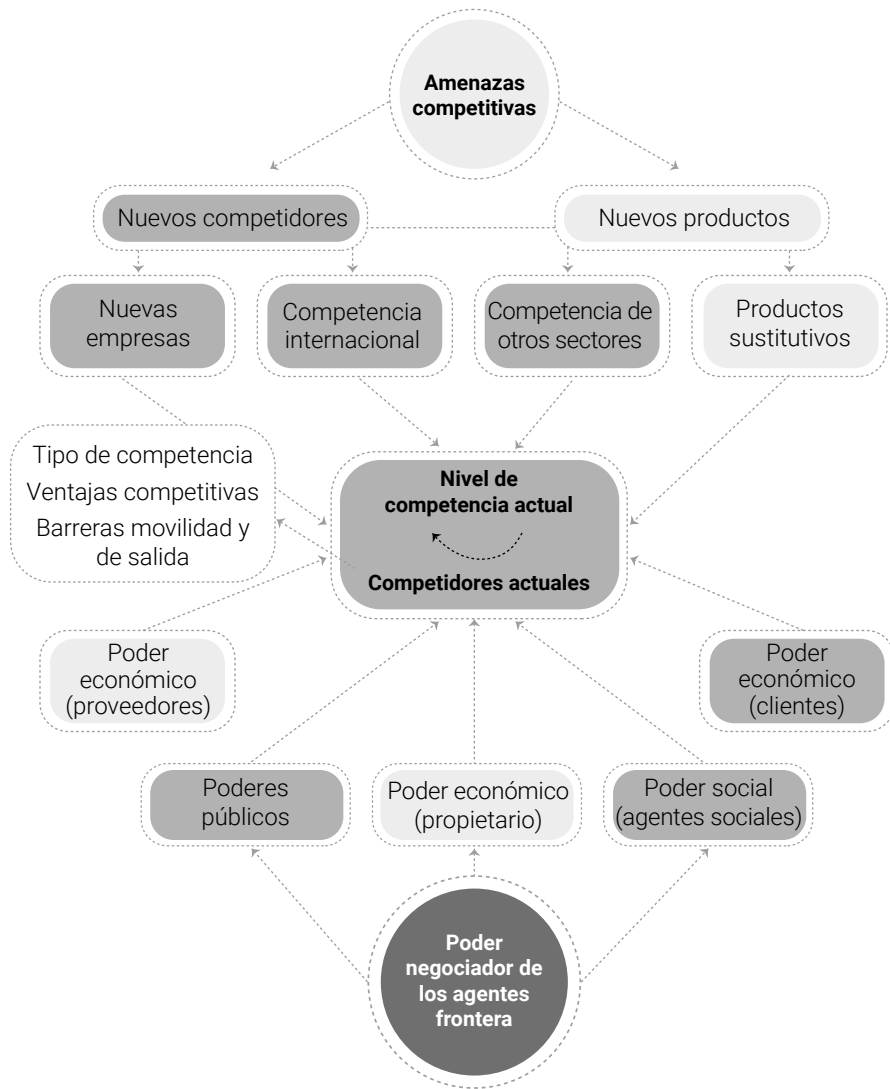 Amenazas
competitivas
Nuevos competidores
Nuevos productos
Nuevas
empresas
Competencia
internacional
Competencia de
otros sectores
Productos
sustitutivos
Tipo de competencia
Ventajas competitivas
Barreras movilidad y
de salida
Nivel de
competencia actual
Competidores actuales
Poder
económico
(proveedores)
Poder
económico
(clientes)
Poderes
públicos
Poder económico
(propietario)
Poder social
(agentes sociales)
Poder
negociador de
los agentes
frontera